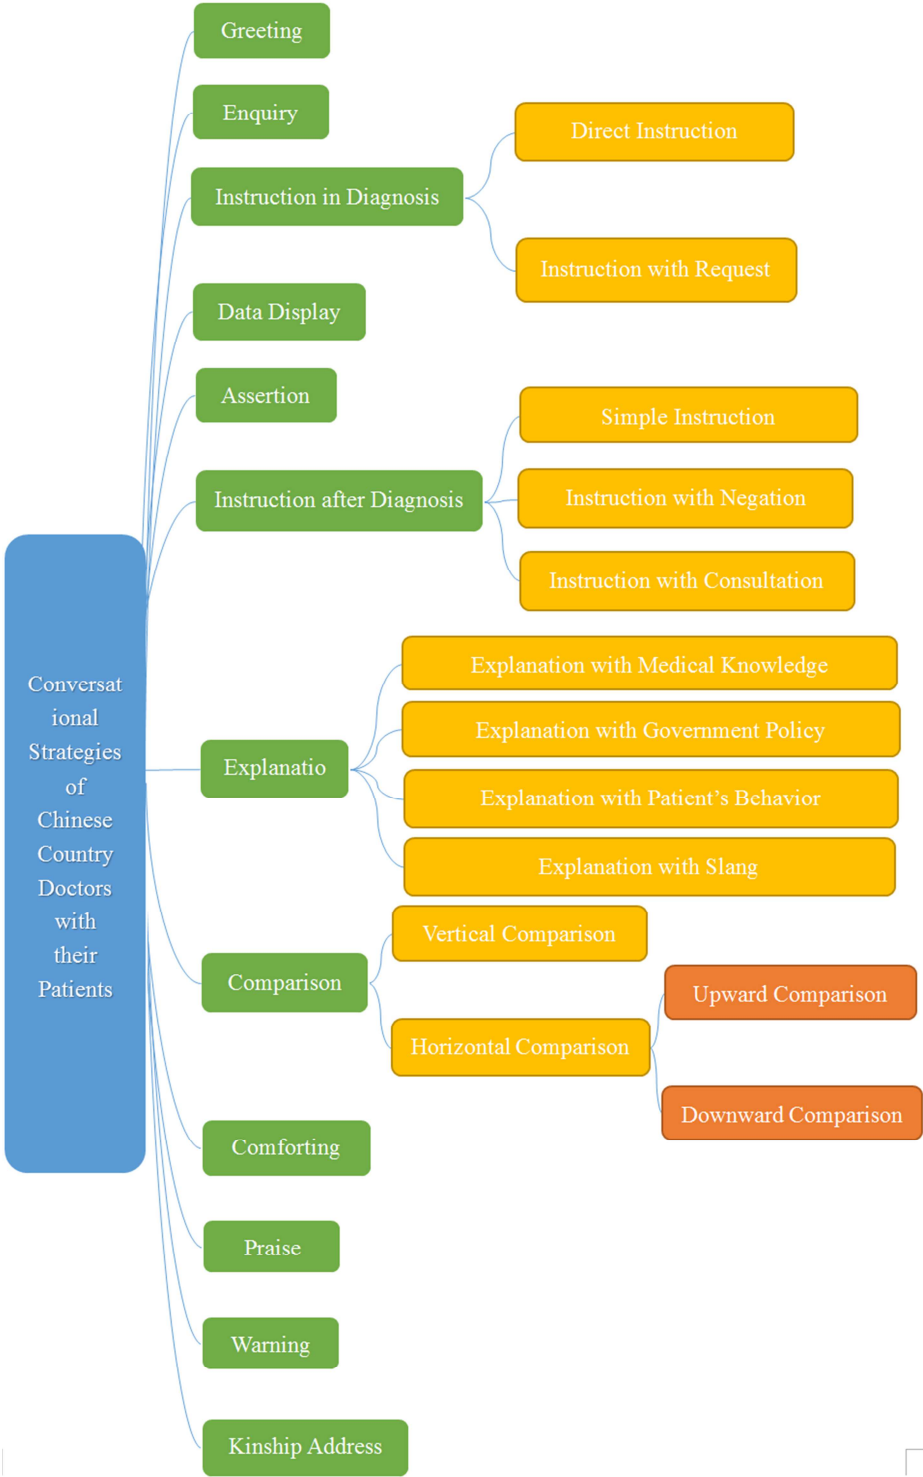 Greeting
Enquiry
Instruction in Diagnosis
Direct Instruction
Instruction with Request
Data Display
Assertion
Instruction after Diagnosis
Simple Instruction
Instruction with Negation
Instruction with Consultation
Conversat
ional
Strategies
of
Chinese
Country
Doctors
with
their
Patients
Explanatio
Explanation with Medical Knowledge
Explanation with Government Policy
Explanation with Patient’s Behavior
Explanation with Slang
Comparison
Vertical Comparison
Horizontal Comparison
Upward Comparison
Downward Comparison
Comforting
Praise
Warning
Kinship Address